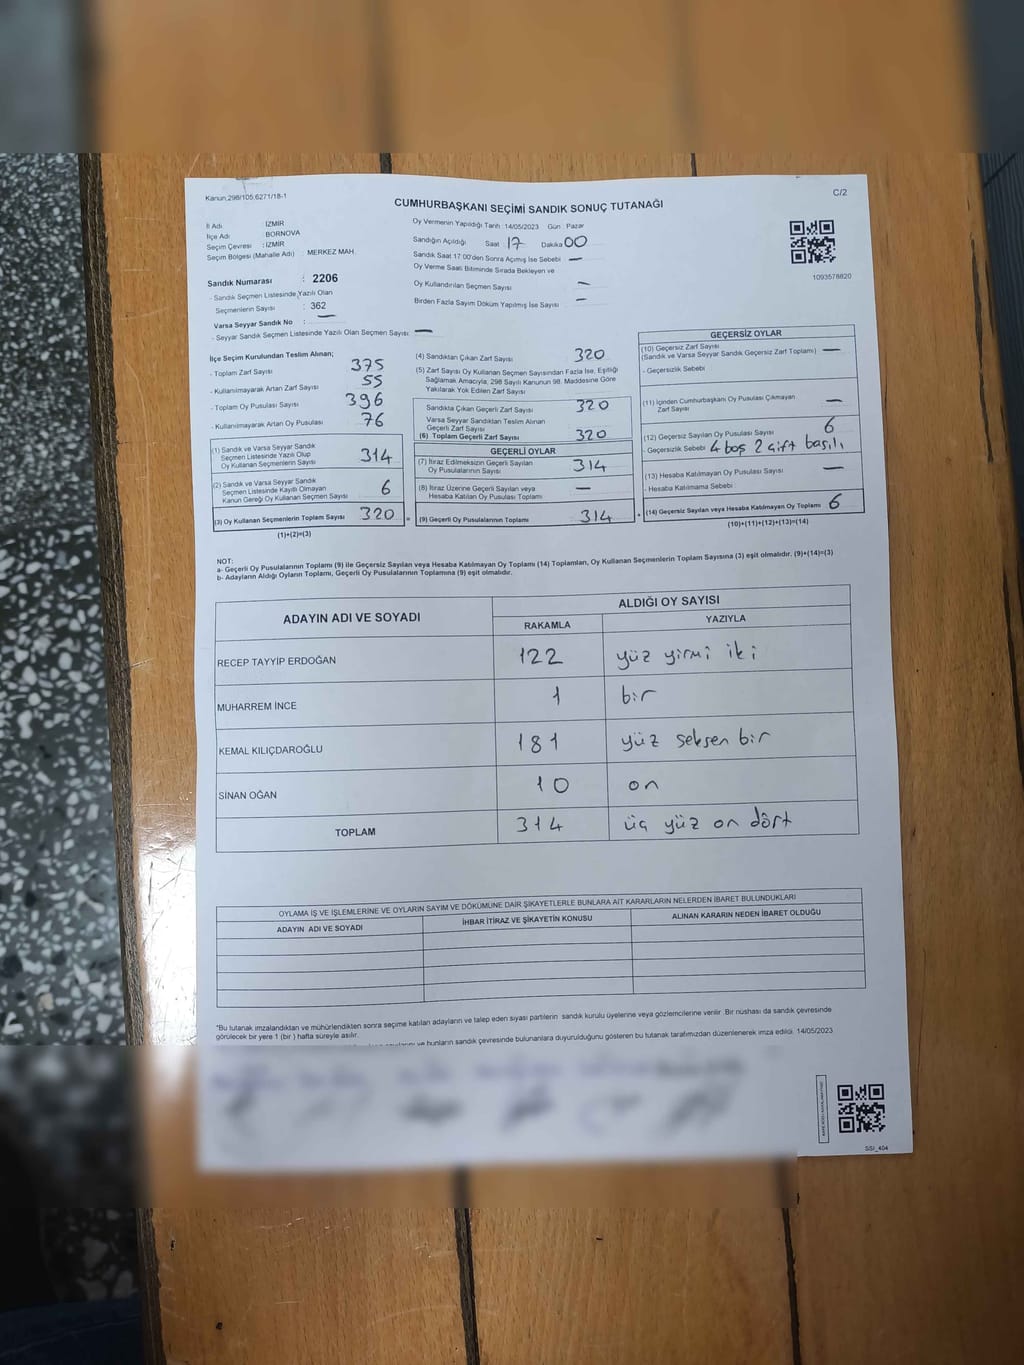 Kanun;298/105,6271/18-1
C/2
CUMHURBAŞKANI SEÇİMİ SANDIK SONUÇ TUTANAĞI
İl Adı : İZMİR
İlçe Adı : BORNOVA
Seçim Çevresi : İZMİR
Seçim Bölgesi (Mahalle Adı) : MERKEZ MAH.
Sandık Numarası : 2206
- Sandık Seçmen Listesinde Yazılı Olan
Seçmenlerin Sayısı : 362
Varsa Seyyar Sandık No : —
- Seyyar Sandık Seçmen Listesinde Yazılı Olan Seçmen Sayısı: —
Oy Vermenin Yapıldığı Tarih 14/05/2023 Gün Pazar
Sandığın Açıldığı Saat 17 Dakika 00
Sandık Saat 17.00'den Sonra Açımış İse Sebebi —
Oy Verme Saati Bitiminde Sırada Bekleyen ve
Oy Kullandırılan Seçmen Sayısı —
Birden Fazla Sayım Döküm Yapılmış İse Sayısı —
1093578820
İlçe Seçim Kurulundan Teslim Alınan;
- Toplam Zarf Sayısı 375
- Kullanılmayarak Artan Zarf Sayısı 55
- Toplam Oy Pusulası Sayısı 396
- Kullanılmayarak Artan Oy Pusulası 76
(1) Sandık ve Varsa Seyyar Sandık
Seçmen Listesinde Yazılı Olup
Oy Kullanan Seçmenlerin Sayısı 314
(2) Sandık ve Varsa Seyyar Sandık
Seçmen Listesinde Kayıtlı Olmayan
Kanun Gereği Oy Kullanan Seçmen Sayısı 6
(3) Oy Kullanan Seçmenlerin Toplam Sayısı 320
(1)+(2)=(3)
(4) Sandıktan Çıkan Zarf Sayısı 320
(5) Zarf Sayısı Oy Kullanan Seçmen Sayısından Fazla İse, Eşitliği
Sağlamak Amacıyla; 298 Sayılı Kanunun 98. Maddesine Göre
Yakılarak Yok Edilen Zarf Sayısı
Sandıkta Çıkan Geçerli Zarf Sayısı 320
Varsa Seyyar Sandıktan Teslim Alınan
Geçerli Zarf Sayısı
(6) Toplam Geçerli Zarf Sayısı 320
GEÇERLİ OYLAR
(7) İtiraz Edilmeksizin Geçerli Sayılan
Oy Pusulalarının Sayısı 314
(8) İtiraz Üzerine Geçerli Sayılan veya
Hesaba Katılan Oy Pusulası Toplamı —
= (9) Geçerli Oy Pusulalarının Toplamı 314
GEÇERSİZ OYLAR
(10) Geçersiz Zarf Sayısı
(Sandık ve Varsa Seyyar Sandık Geçersiz Zarf Toplamı) —
- Geçersizlik Sebebi
(11) İçinden Cumhurbaşkanı Oy Pusulası Çıkmayan
Zarf Sayısı —
(12) Geçersiz Sayılan Oy Pusulası Sayısı 6
- Geçersizlik Sebebi 4 boş 2 çift basılı
(13) Hesaba Katılmayan Oy Pusulası Sayısı —
- Hesaba Katılmama Sebebi
+ (14) Geçersiz Sayılan veya Hesaba Katılmayan Oy Toplamı 6
(10)+(11)+(12)+(13)=(14)
NOT:
a- Geçerli Oy Pusulalarının Toplamı (9) ile Geçersiz Sayılan veya Hesaba Katılmayan Oy Toplamı (14) Toplamları, Oy Kullanan Seçmenlerin Toplam Sayısına (3) eşit olmalıdır. (9)+(14)=(3)
b- Adayların Aldığı Oyların Toplamı, Geçerli Oy Pusulalarının Toplamına (9) eşit olmalıdır.
ADAYIN ADI VE SOYADI ALDIĞI OY SAYISI
RAKAMLA YAZIYLA
RECEP TAYYİP ERDOĞAN 122 yüz yirmi iki
MUHARREM İNCE 1 bir
KEMAL KILIÇDAROĞLU 181 yüz seksen bir
SİNAN OĞAN 10 on
TOPLAM 314 üç yüz on dört
OYLAMA İŞ VE İŞLEMLERİNE VE OYLARIN SAYIM VE DÖKÜMÜNE DAİR ŞİKAYETLERLE BUNLARA AİT KARARLARIN NELERDEN İBARET BULUNDUKLARI
ADAYIN ADI VE SOYADI İHBAR İTİRAZ VE ŞİKAYETİN KONUSU ALINAN KARARIN NEDEN İBARET OLDUĞU
*Bu tutanak imzalandıktan ve mühürlendikten sonra seçime katılan adayların ve talep eden siyasi partilerin sandık kurulu üyelerine veya gözlemcilerine verilir. Bir nüshası da sandık çevresinde
görülecek bir yere 1 (bir) hafta süreyle asılır.
ve bunların sandık çevresinde bulunanlara duyurulduğunu gösteren bu tutanak tarafımızdan düzenlenerek imza edildi. 14/05/2023
SSİ_404